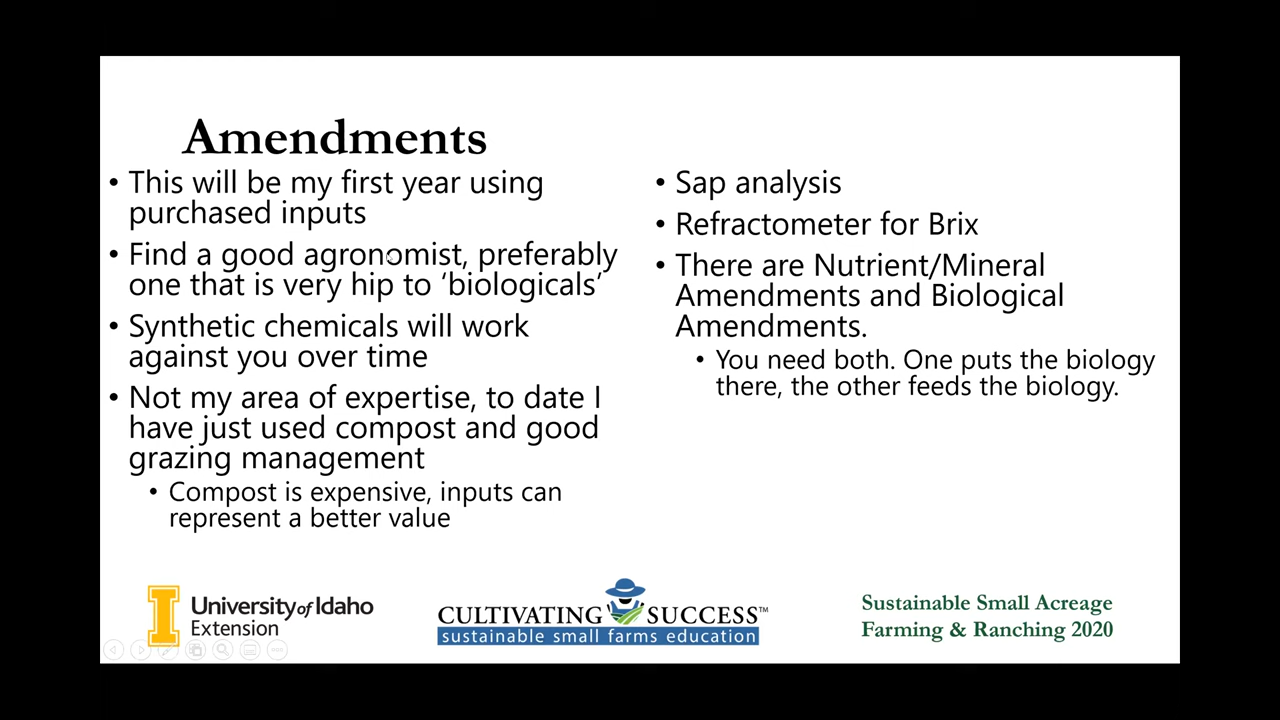 Amendments
• This will be my first year using
purchased inputs
• Find a good agronomist, preferably
one that is very hip to ‘biologicals’
• Synthetic chemicals will work
against you over time
• Not my area of expertise, to date I
have just used compost and good
grazing management
• Compost is expensive, inputs can
represent a better value
• Sap analysis
• Refractometer for Brix
• There are Nutrient/Mineral
Amendments and Biological
Amendments.
• You need both. One puts the biology
there, the other feeds the biology.
I
University of Idaho
Extension
CULTIVATING SUCCESS™
sustainable small farms education
Sustainable Small Acreage
Farming & Ranching 2020